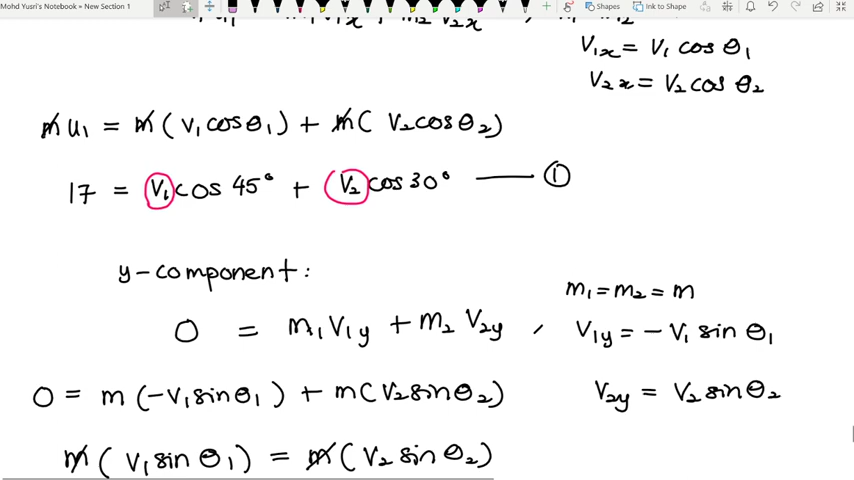 Mohd Yusri's Notebook » New Section 1
Shapes Ink to Shape
V₁ₓ = V₁ cos θ₁
V₂ₓ = V₂ cos θ₂
m u₁ = m ( V₁ cos θ₁ ) + m ( V₂ cos θ₂ )
17 = V₁ cos 45° + V₂ cos 30° —— ①
y-component:
m₁ = m₂ = m
0 = m₁ V₁y + m₂ V₂y , V₁y = - V₁ sin θ₁
0 = m (-V₁ sin θ₁ ) + m ( V₂ sin θ₂ ) V₂y = V₂ sin θ₂
m ( V₁ sin θ₁ ) = m ( V₂ sin θ₂ )